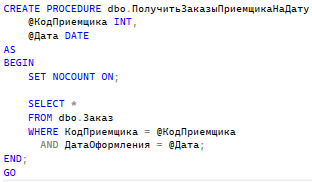 CREATE PROCEDURE dbo.ПолучитьЗаказыПриемщикаНаДату
    @КодПриемщика INT,
    @Дата DATE
AS
BEGIN
    SET NOCOUNT ON;

    SELECT *
    FROM dbo.Заказ
    WHERE КодПриемщика = @КодПриемщика
      AND ДатаОформления = @Дата;
END;
GO